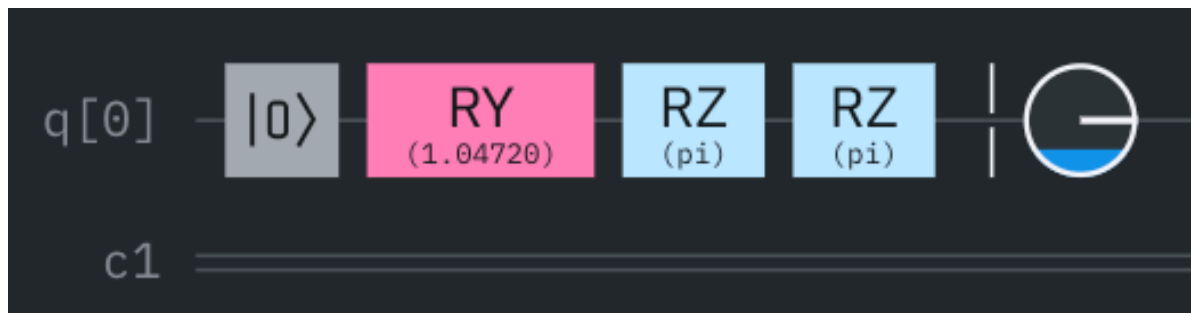 q[0] |0⟩ RY (1.04720) RZ (pi) RZ (pi)
c1